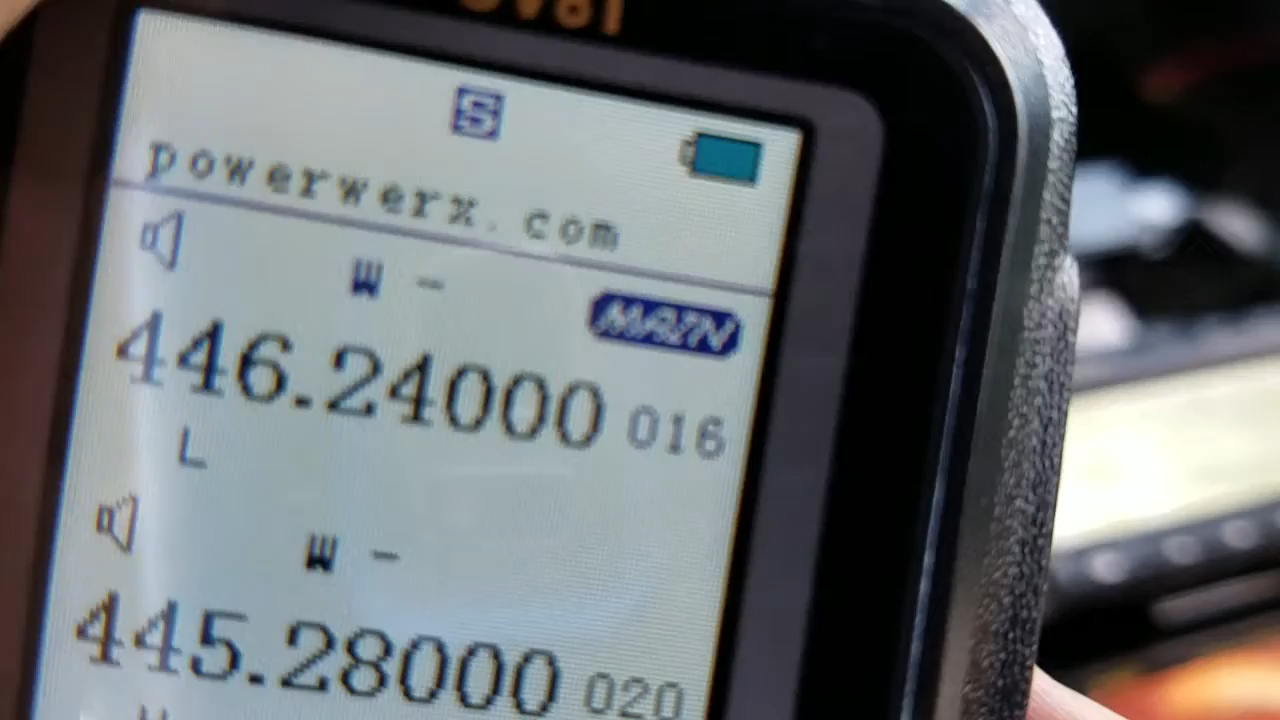 S
powerwerx.com
W -
MAIN
446.24000 016
L
W -
445.28000 020